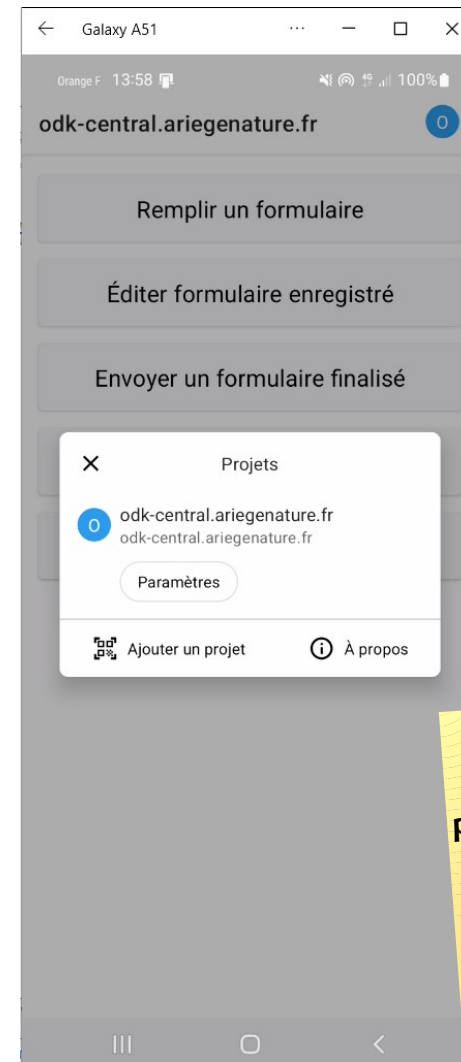 Galaxy A51
Orange F 13:58 100%
odk-central.ariegenature.fr O
Remplir un formulaire
Éditer formulaire enregistré
Envoyer un formulaire finalisé
Projets
O odk-central.ariegenature.fr
odk-central.ariegenature.fr
Paramètres
Ajouter un projet À propos